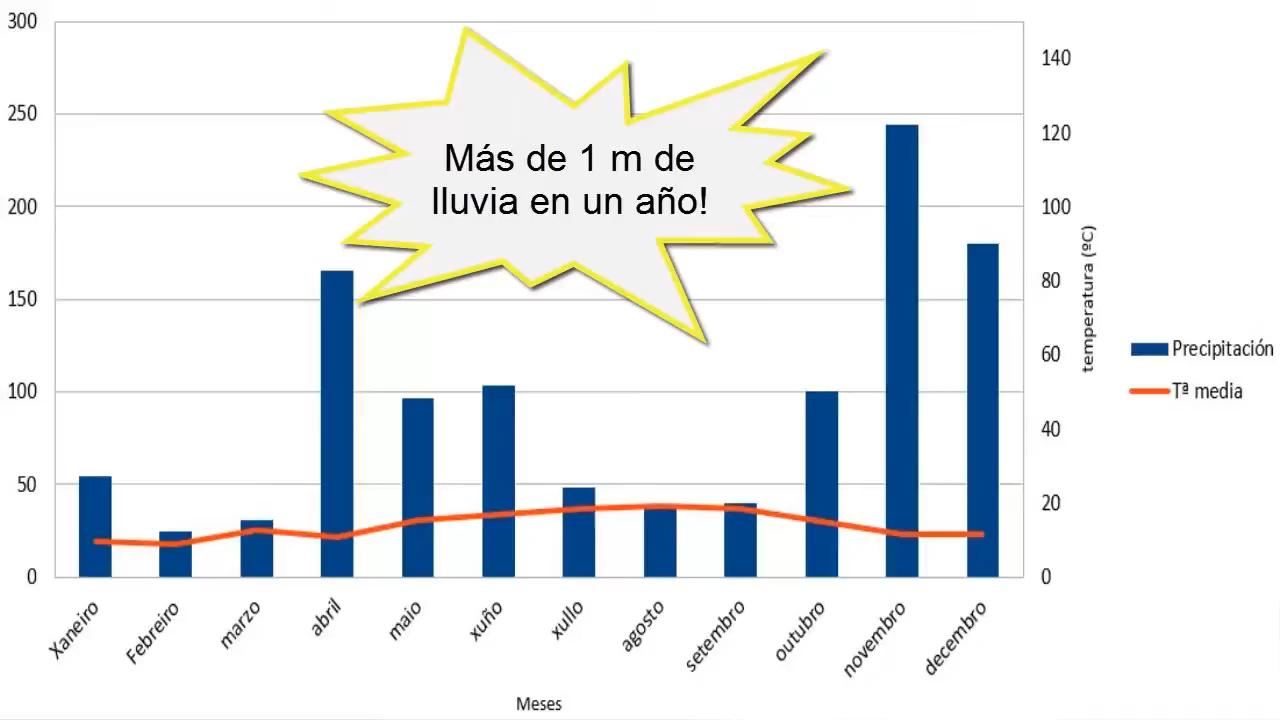 300
250
200
150
100
50
0
Más de 1 m de
lluvia en un año!
140
120
100
80
60
40
20
0
temperatura (ºC)
Precipitación
Tª media
Xaneiro
Febreiro
marzo
abril
maio
xuño
xullo
agosto
setembro
outubro
novembro
decembro
Meses